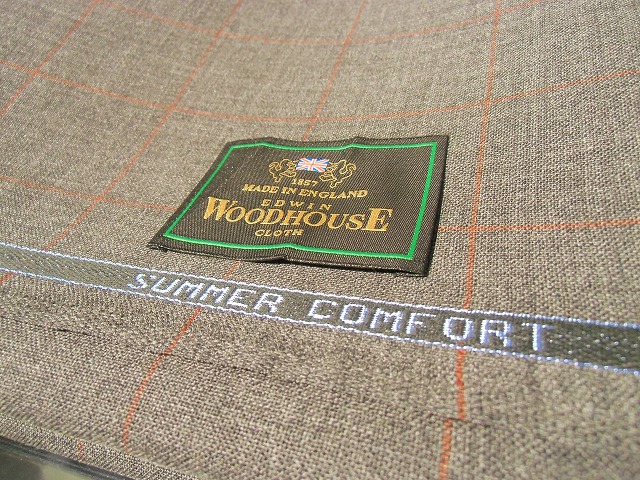 1857
MADE IN ENGLAND
EDWIN
WOODHOUSE
CLOTH
SUMMER COMFORT